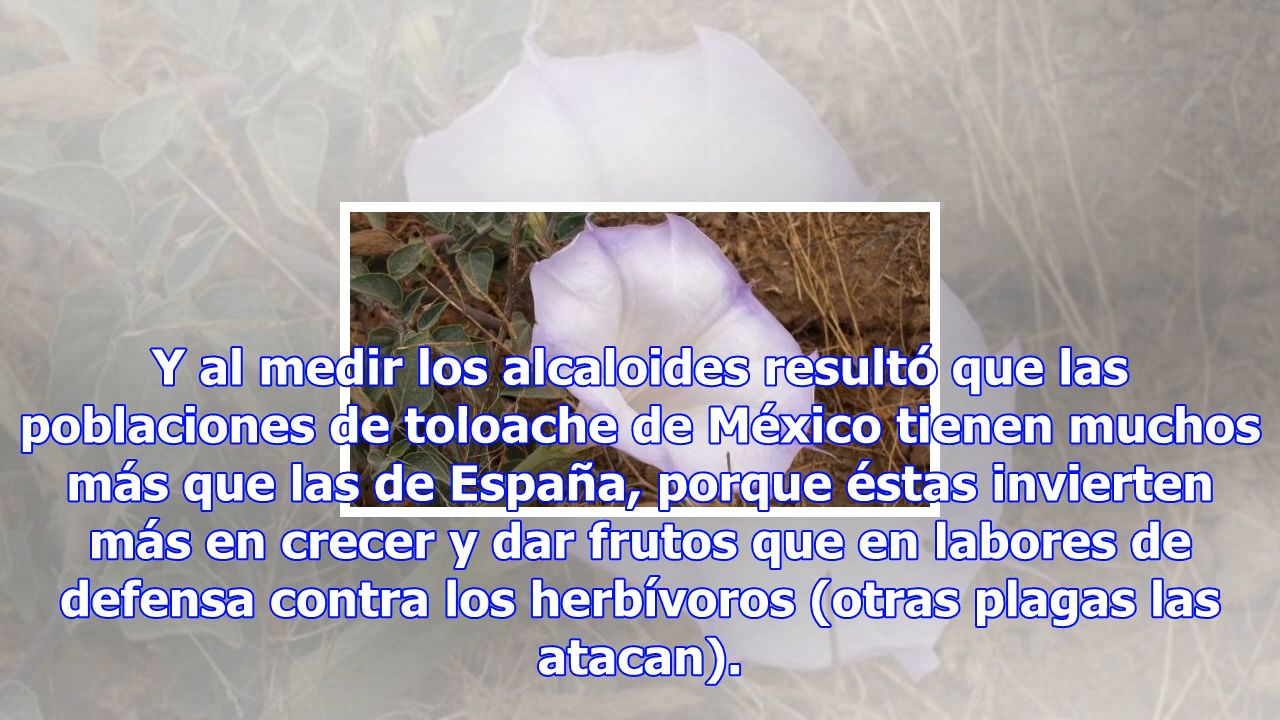 Y al medir los alcaloides resultó que las
poblaciones de toloache de México tienen muchos
más que las de España, porque éstas invierten
más en crecer y dar frutos que en labores de
defensa contra los herbívoros (otras plagas las
atacan).